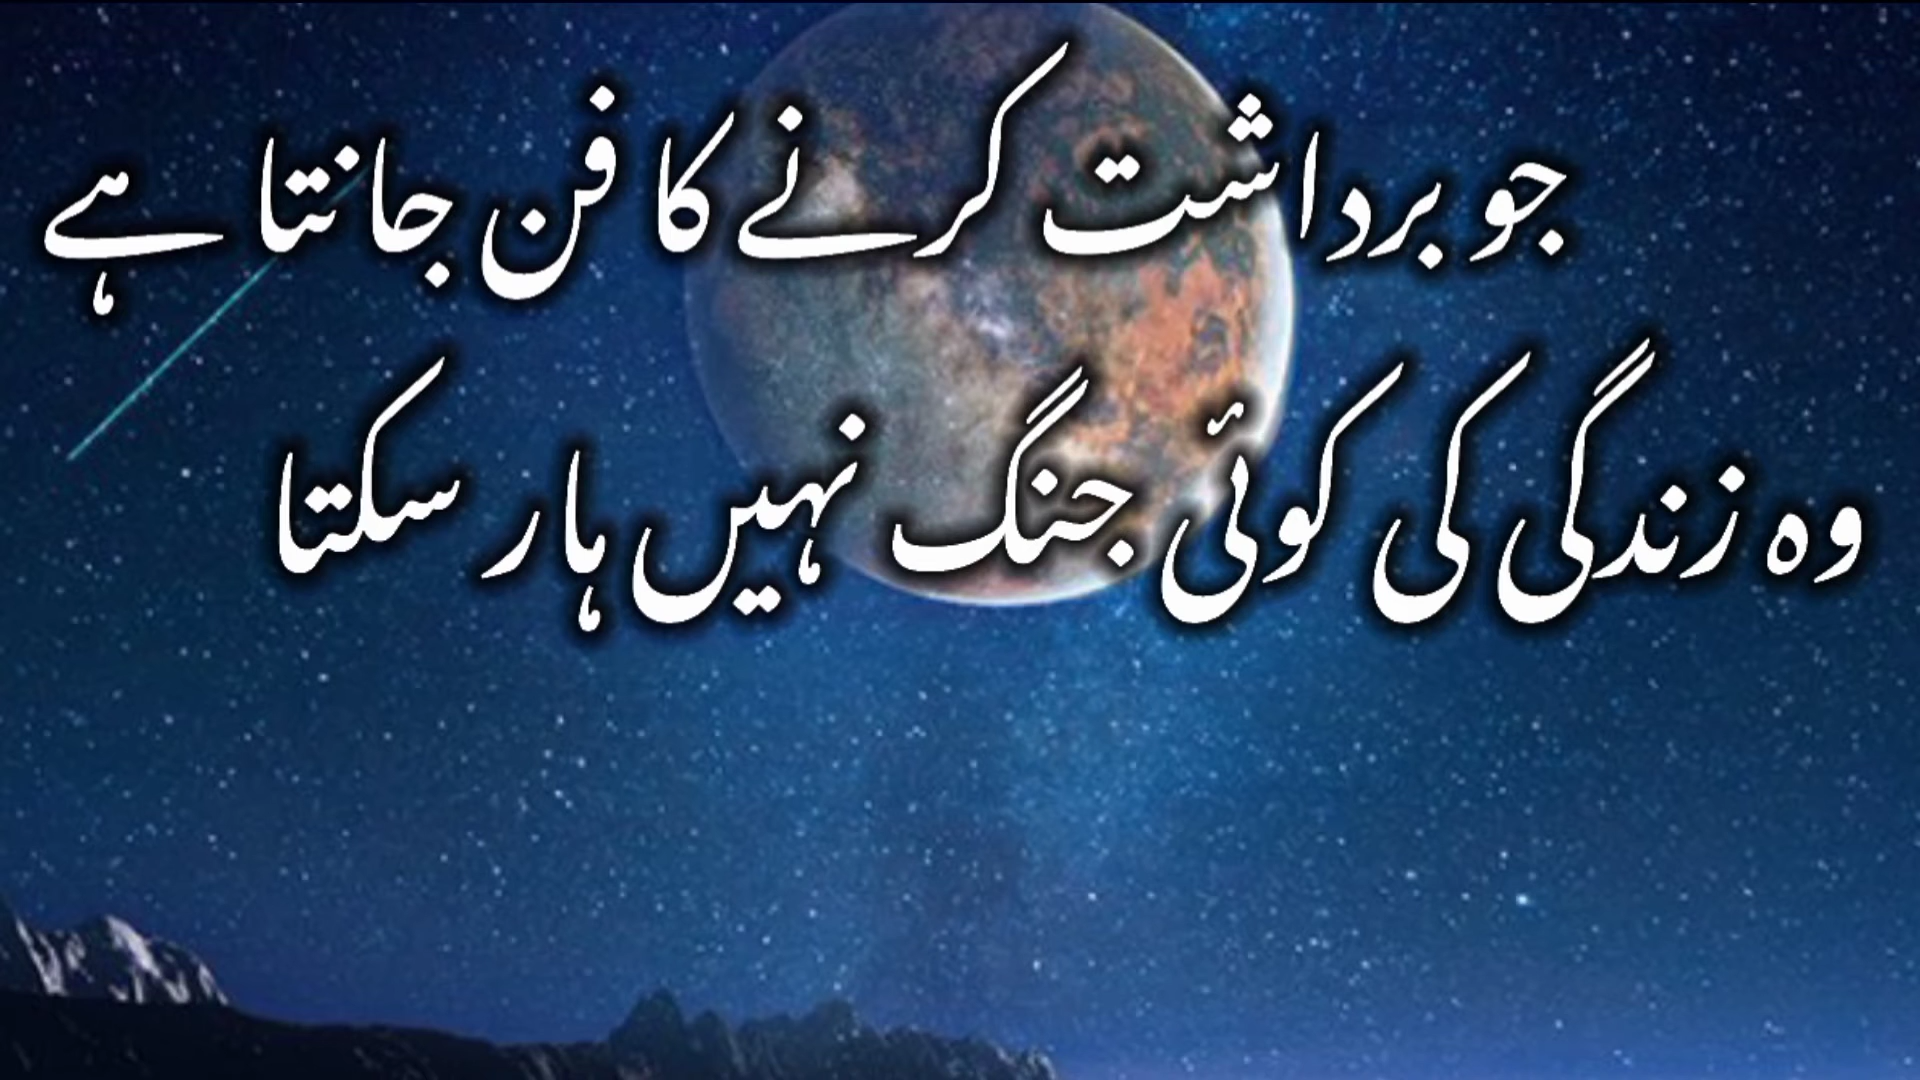 جو برداشت کرنے کا فن جانتا ہے
وہ زندگی کی کوئی جنگ نہیں ہار سکتا